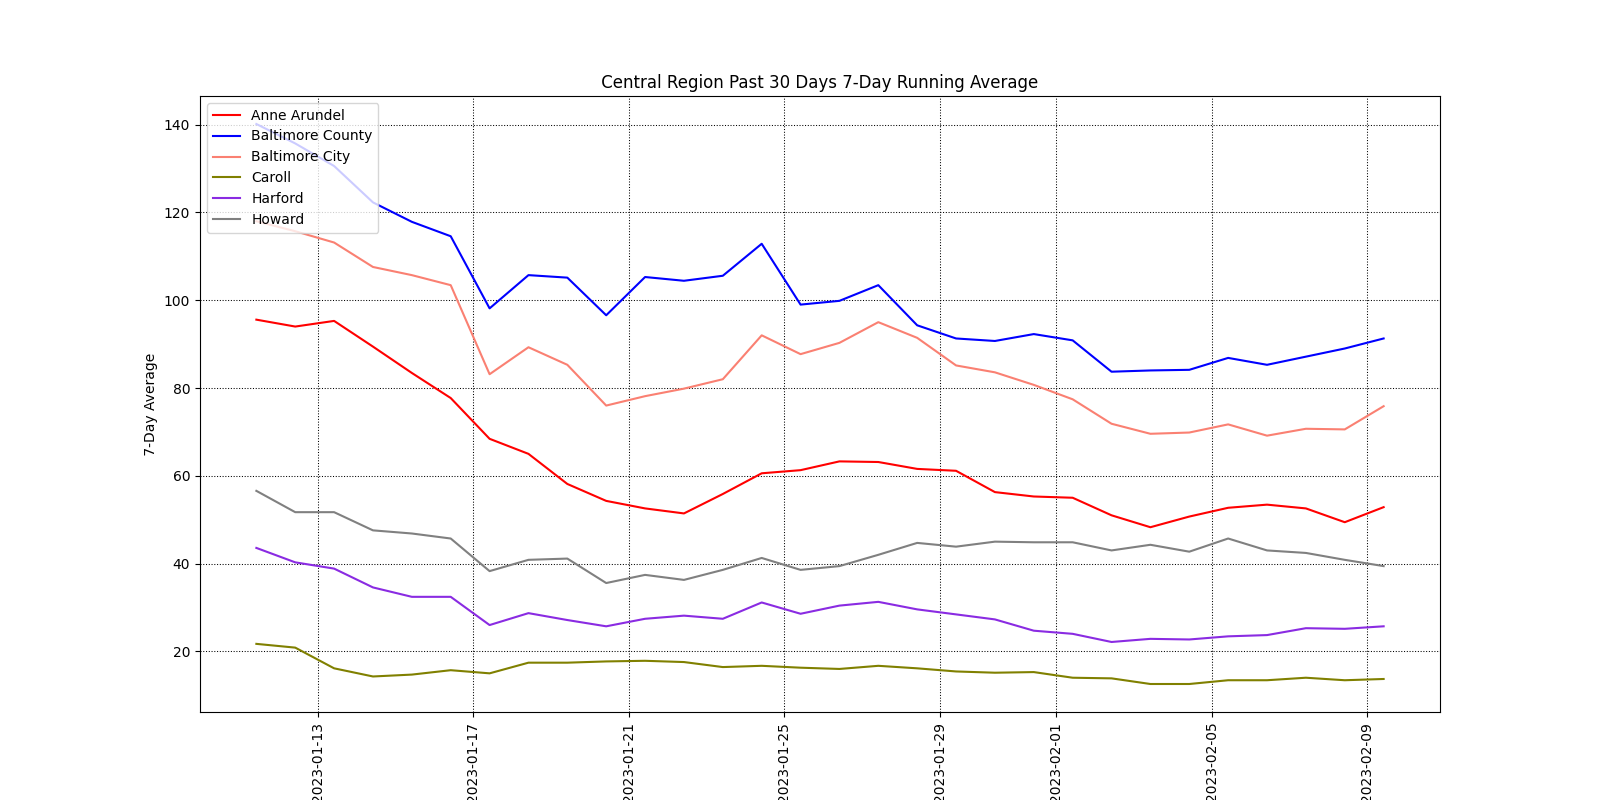 Central Region Past 30 Days 7-Day Running Average
Anne Arundel
Baltimore County
Baltimore City
Caroll
Harford
Howard
7-Day Average
140
120
100
80
60
40
20
2023-01-13
2023-01-17
2023-01-21
2023-01-25
2023-01-29
2023-02-01
2023-02-05
2023-02-09